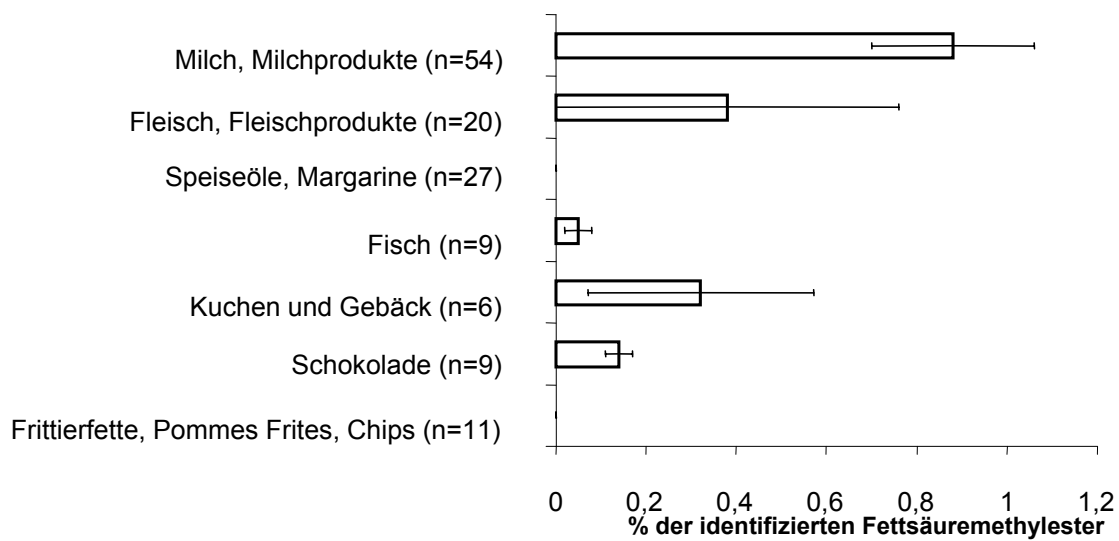 Milch, Milchprodukte (n=54)
Fleisch, Fleischprodukte (n=20)
Speiseöle, Margarine (n=27)
Fisch (n=9)
Kuchen und Gebäck (n=6)
Schokolade (n=9)
Frittierfette, Pommes Frites, Chips (n=11)
0 0,2 0,4 0,6 0,8 1 1,2
% der identifizierten Fettsäuremethylester